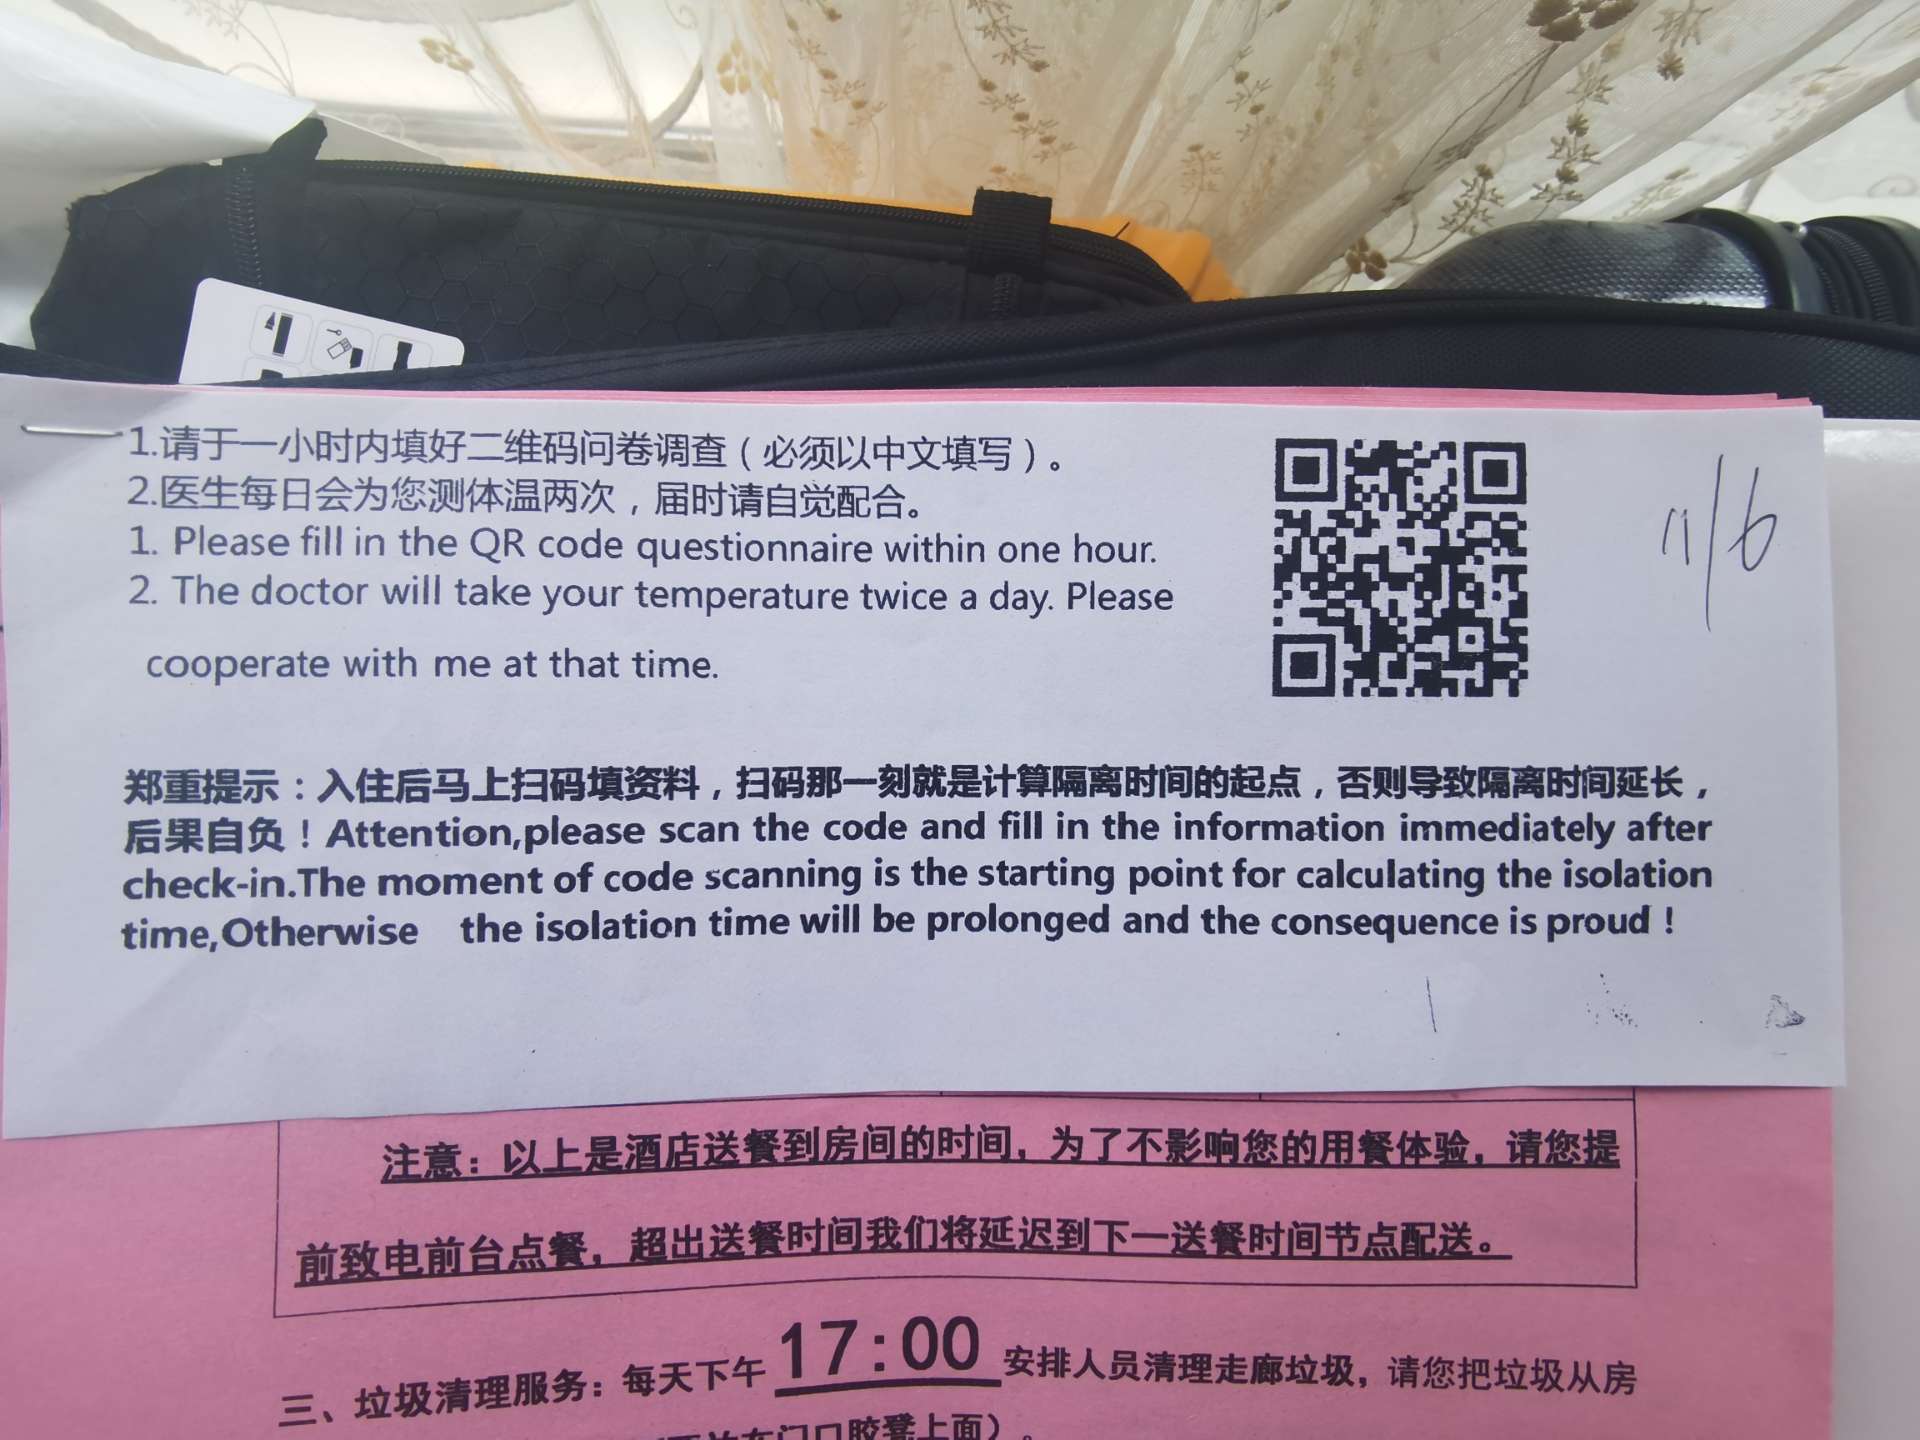 1.请于一小时内填好二维码问卷调查（必须以中文填写）。
2.医生每日会为您测体温两次，届时请自觉配合。
1. Please fill in the QR code questionnaire within one hour.
2. The doctor will take your temperature twice a day. Please
cooperate with me at that time.
郑重提示：入住后马上扫码填资料，扫码那一刻就是计算隔离时间的起点，否则导致隔离时间延长，
后果自负！Attention,please scan the code and fill in the information immediately after
check-in.The moment of code scanning is the starting point for calculating the isolation
time,Otherwise the isolation time will be prolonged and the consequence is proud！
注意：以上是酒店送餐到房间的时间，为了不影响您的用餐体验，请您提
前致电前台点餐，超出送餐时间我们将延迟到下一送餐时间节点配送。
三、垃圾清理服务：每天下午 17:00 安排人员清理走廊垃圾，请您把垃圾从房
门口胶凳上面）。